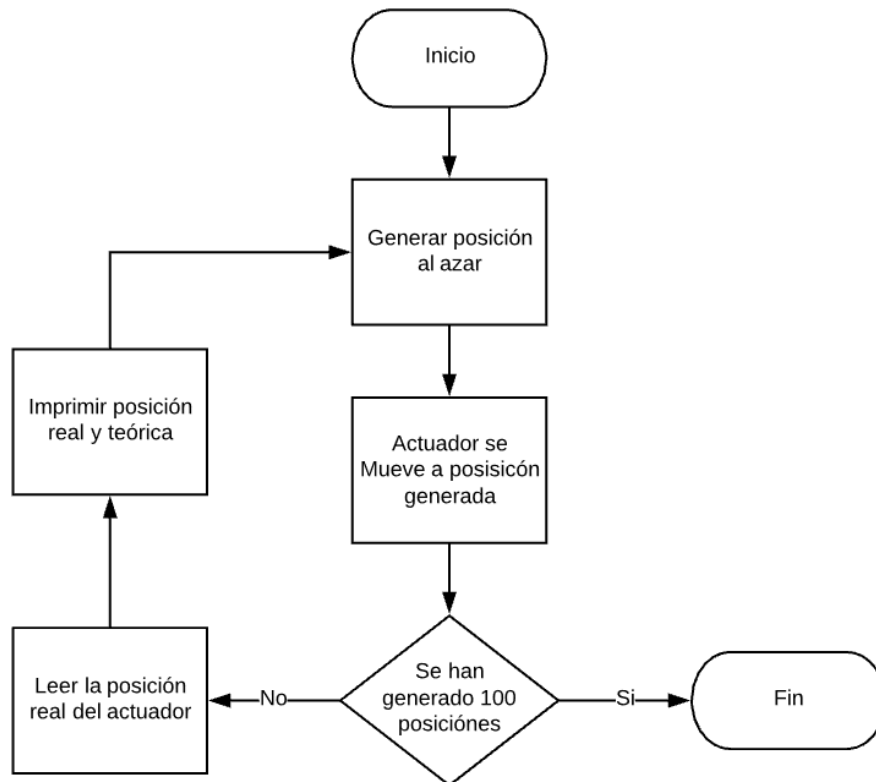 Inicio
Generar posición
al azar
Imprimir posición
real y teórica
Actuador se
Mueve a posisicón
generada
Leer la posición
real del actuador
No
Se han
generado 100
posiciónes
Si
Fin